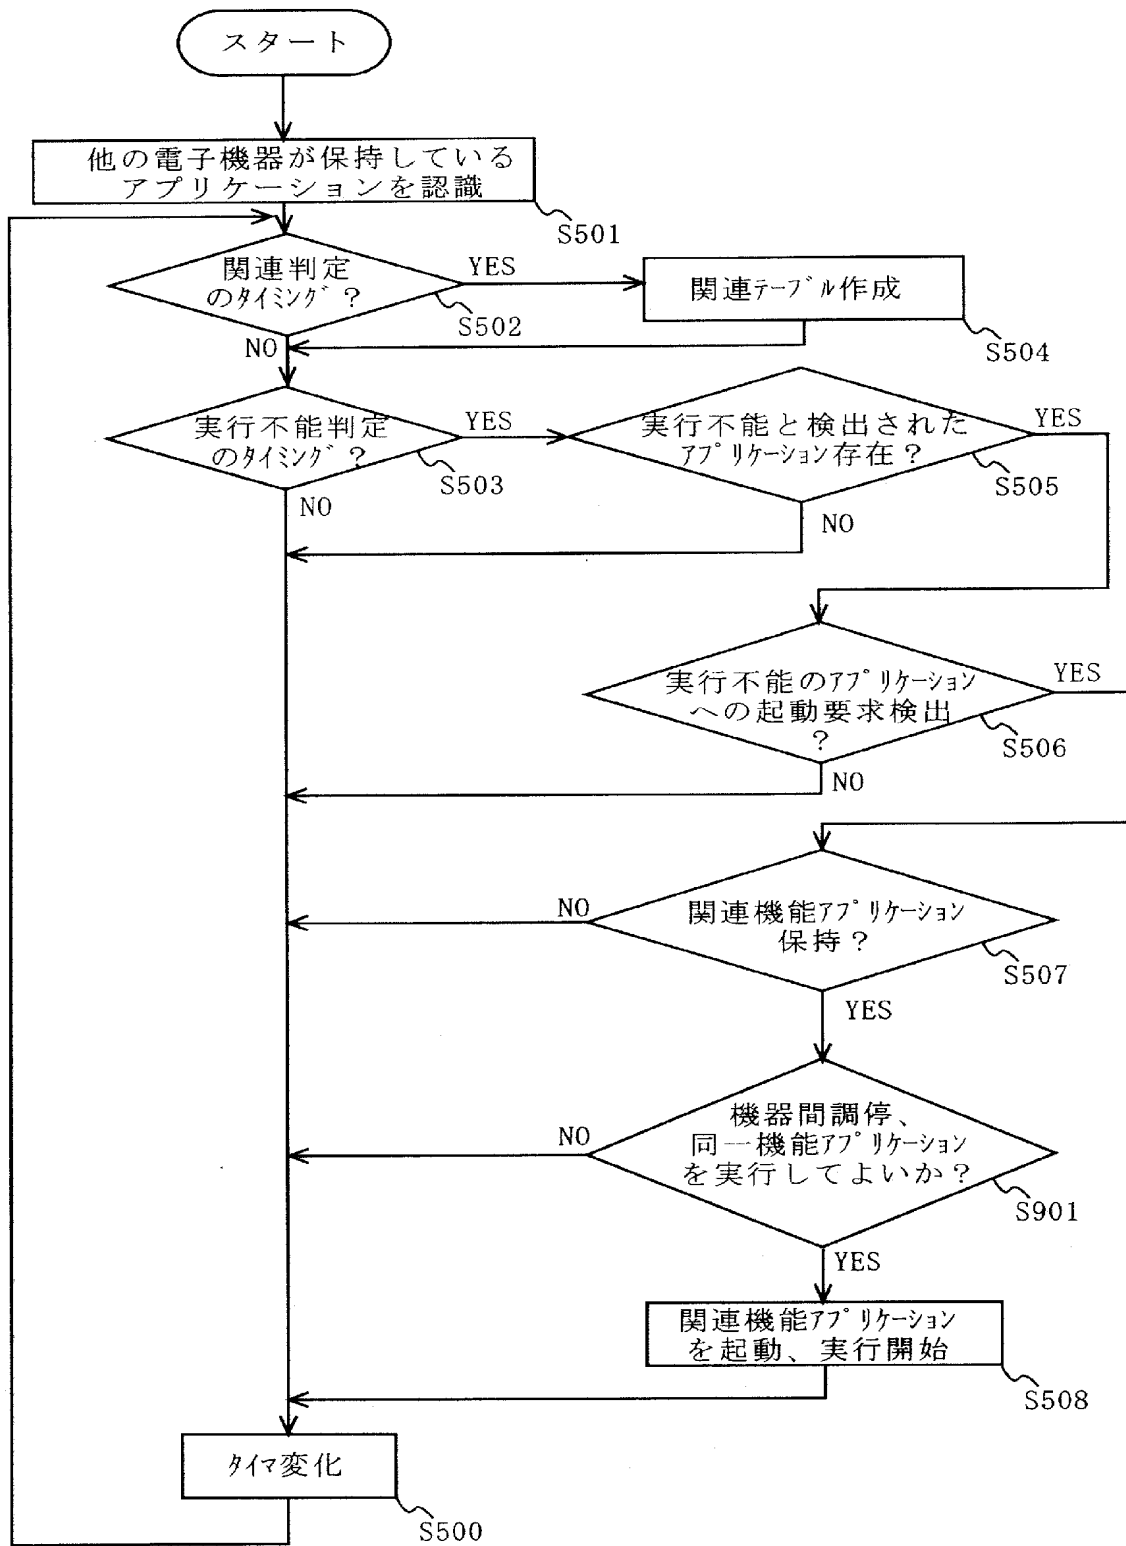 スタート
他の電子機器が保持している
アプリケーションを認識
S501
関連判定
のタイミング？
YES
S502
NO
関連テーブル作成
S504
実行不能判定
のタイミング？
YES
S503
NO
実行不能と検出された
アプリケーション存在？
YES
S505
NO
実行不能のアプリケーション
への起動要求検出
？
YES
S506
NO
関連機能アプリケーション
保持？
NO
S507
YES
機器間調停、
同一機能アプリケーション
を実行してよいか？
NO
S901
YES
関連機能アプリケーション
を起動、実行開始
S508
タイマ変化
S500